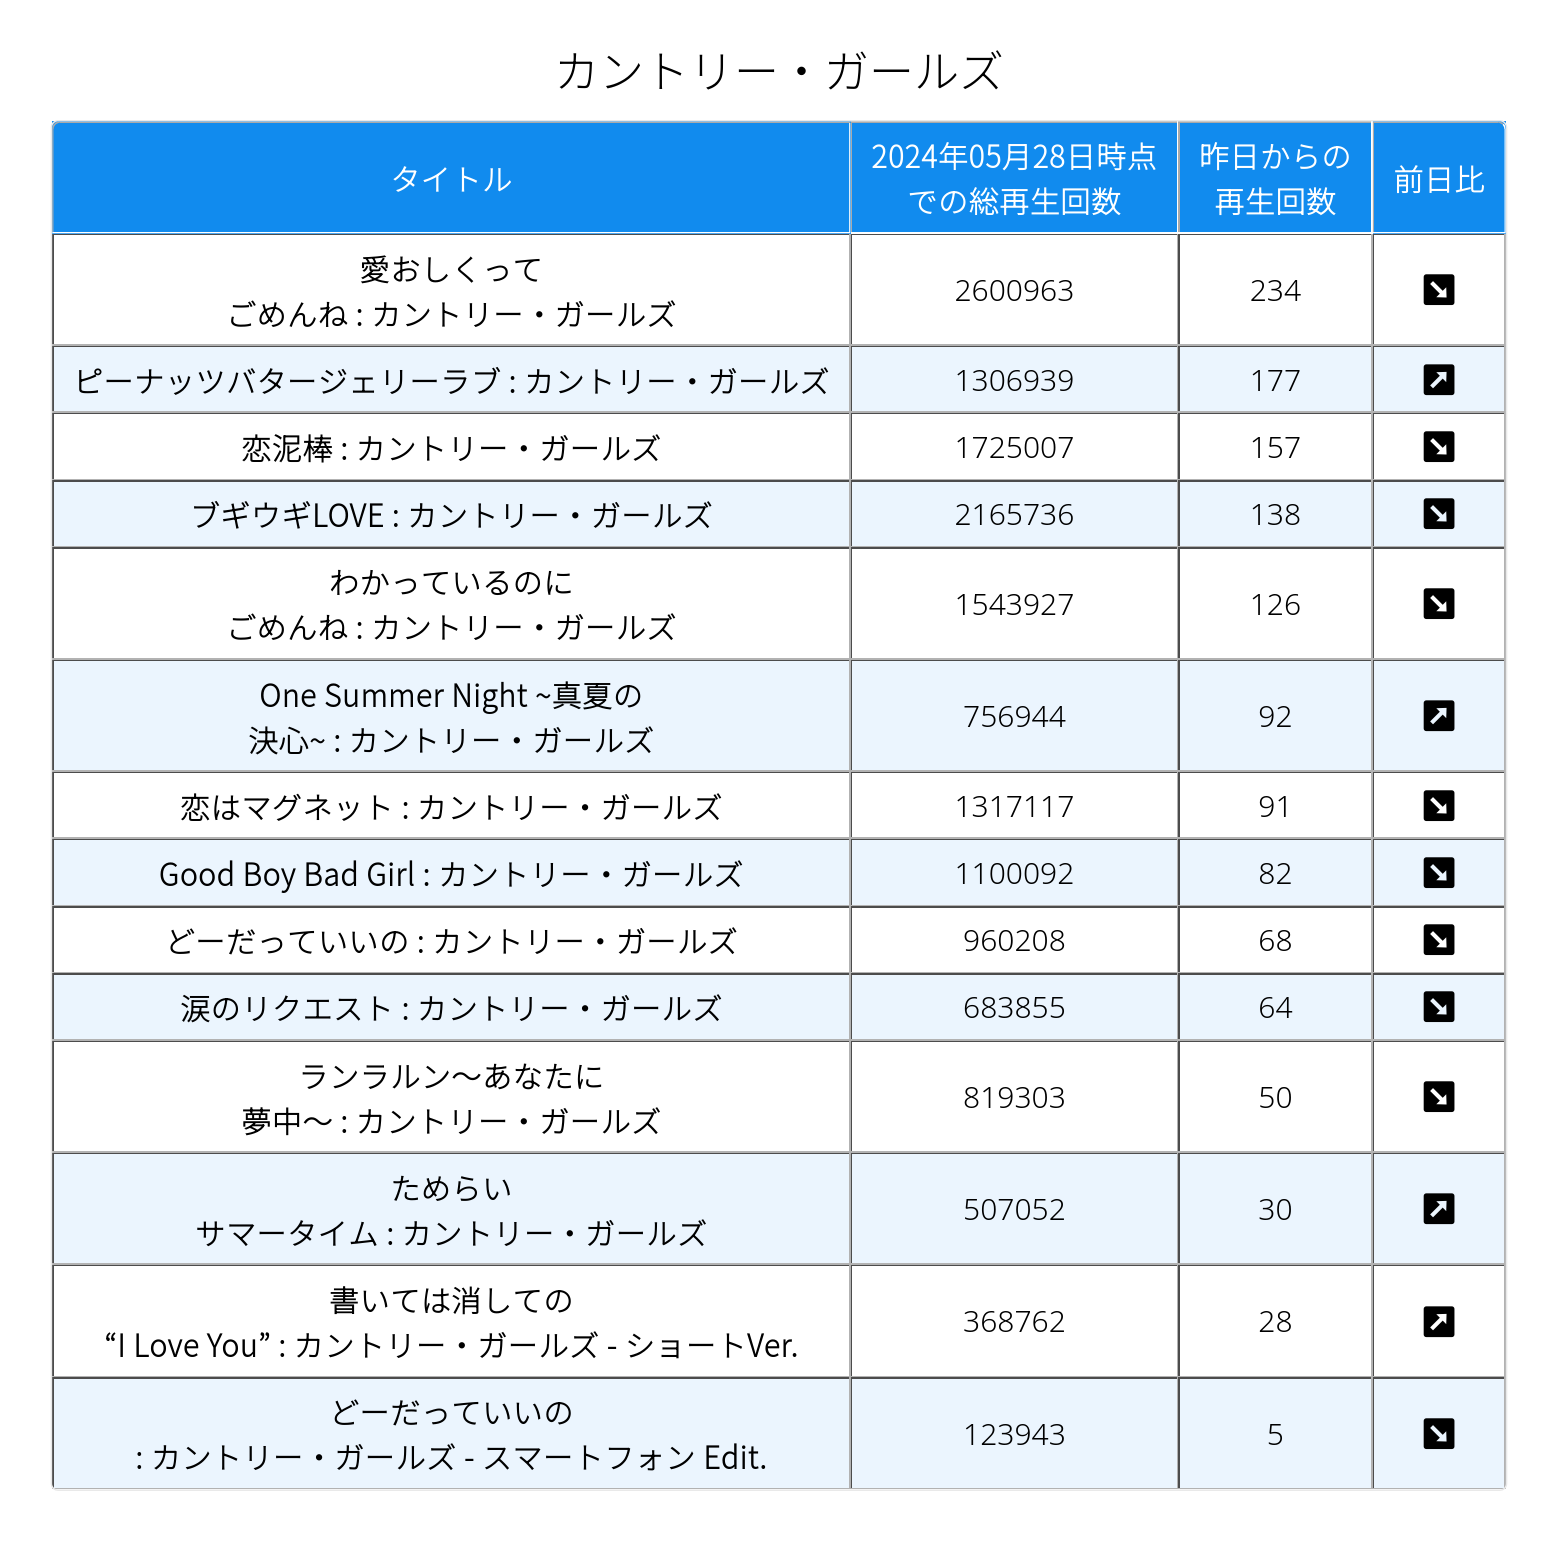 カントリー・ガールズ
タイトル
2024年05月28日時点
での総再生回数
昨日からの
再生回数
前日比
愛おしくって
ごめんね : カントリー・ガールズ
2600963
234
ピーナッツバタージェリーラブ : カントリー・ガールズ
1306939
177
恋泥棒 : カントリー・ガールズ
1725007
157
ブギウギLOVE : カントリー・ガールズ
2165736
138
わかっているのに
ごめんね : カントリー・ガールズ
1543927
126
One Summer Night ~真夏の
決心~ : カントリー・ガールズ
756944
92
恋はマグネット : カントリー・ガールズ
1317117
91
Good Boy Bad Girl : カントリー・ガールズ
1100092
82
どーだっていいの : カントリー・ガールズ
960208
68
涙のリクエスト : カントリー・ガールズ
683855
64
ランラルン〜あなたに
夢中〜 : カントリー・ガールズ
819303
50
ためらい
サマータイム : カントリー・ガールズ
507052
30
書いては消しての
“I Love You” : カントリー・ガールズ - ショートVer.
368762
28
どーだっていいの
: カントリー・ガールズ - スマートフォン Edit.
123943
5